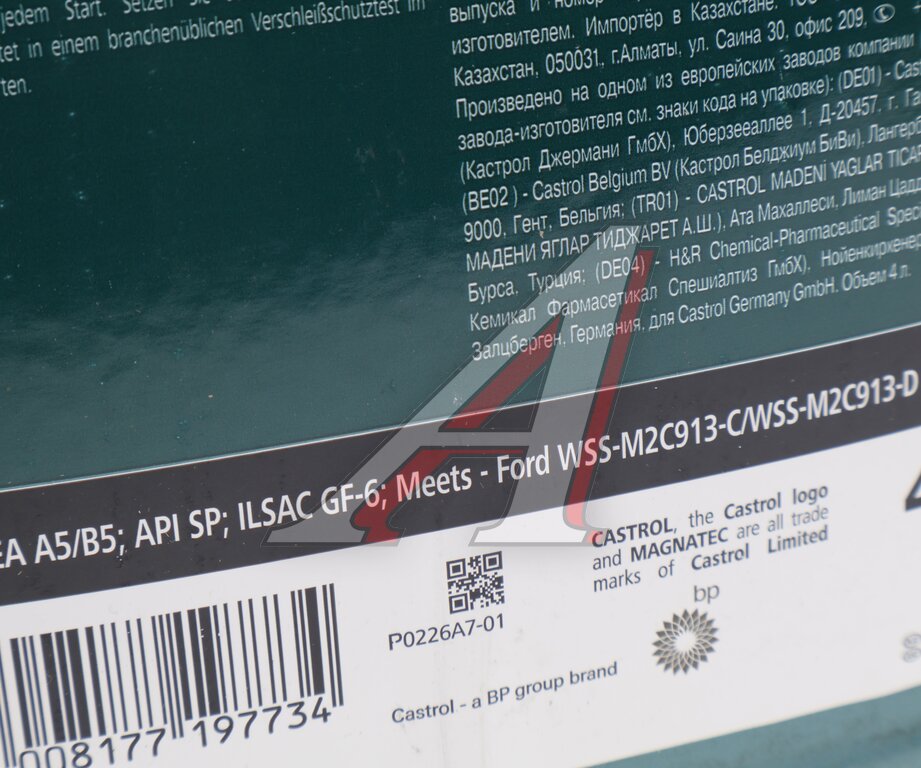 jedem Start. Setzen Sie
tet in einem branchenüblichen Verschleißschutztest im
rten.
выпуска и номер
изготовителем. Импортёр в Казахстане:
Казахстан, 050031, г.Алматы, ул. Саина 30, офис 209,
Произведено на одном из европейских заводов компании
завода-изготовителя см. знаки кода на упаковке): (DE01) - Cast
(Кастрол Джермани ГмбХ), Юберзееаллее 1, Д-20457, г. Га
(BE02 ) - Castrol Belgium BV (Кастрол Белджиум БиВи), Лангерб
9000, Гент, Бельгия; (TR01) - CASTROL MADENI YAGLAR TICAR
МАДЕНИ ЯГЛАР ТИДЖАРЕТ А.Ш.), Ата Махаллеси, Лиман Цадд
Бурса, Турция; (DE04) - H&R Chemical-Pharmaceutical Spec
Кемикал Фармасетикал Спешиалтиз ГмбХ), Нойенкиркенер
Залцберген, Германия, для Castrol Germany GmbH. Объем 4 л.
EA A5/B5; API SP; ILSAC GF-6; Meets - Ford WSS-M2C913-C/WSS-M2C913-D
CASTROL, the Castrol logo
and MAGNATEC are all trade
marks of Castrol Limited
bp
P0226A7-01
Castrol - a BP group brand
008177 197734